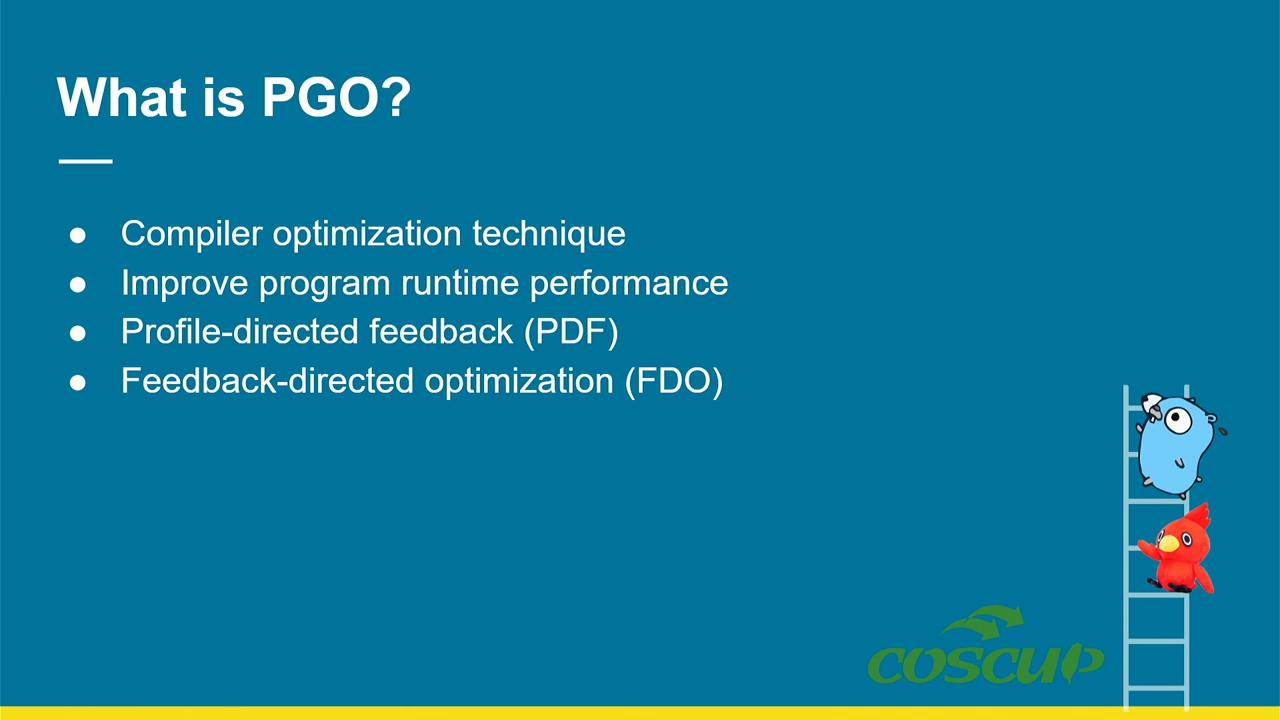 What is PGO?
● Compiler optimization technique
● Improve program runtime performance
● Profile-directed feedback (PDF)
● Feedback-directed optimization (FDO)
COSCUP